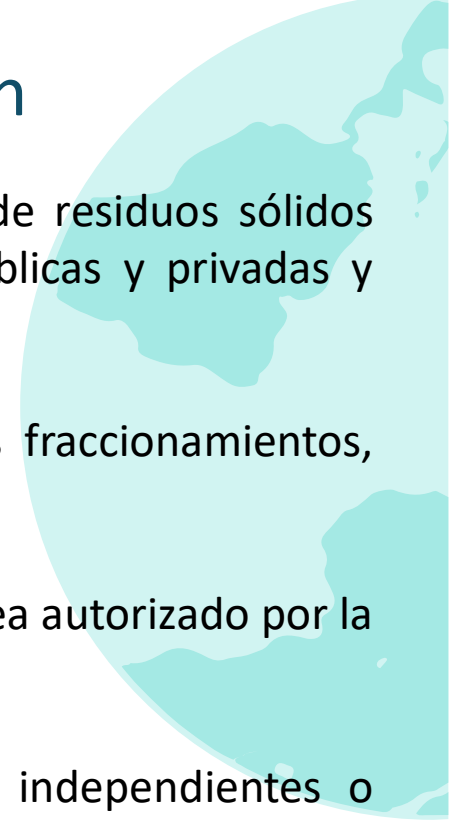 n
de residuos sólidos
blicas y privadas y
fraccionamientos,
ea autorizado por la
independientes o